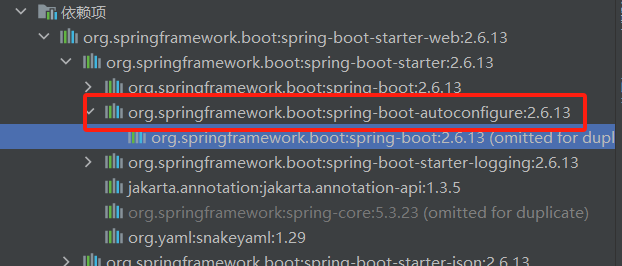 依赖项
org.springframework.boot:spring-boot-starter-web:2.6.13
org.springframework.boot:spring-boot-starter:2.6.13
org.springframework.boot:spring-boot:2.6.13
org.springframework.boot:spring-boot-autoconfigure:2.6.13
org.springframework.boot:spring-boot:2.6.13 (omitted for duplic
org.springframework.boot:spring-boot-starter-logging:2.6.13
jakarta.annotation:jakarta.annotation-api:1.3.5
org.springframework:spring-core:5.3.23 (omitted for duplicate)
org.yaml:snakeyaml:1.29
org.springframework.boot:spring-boot-starter-json:2.6.13